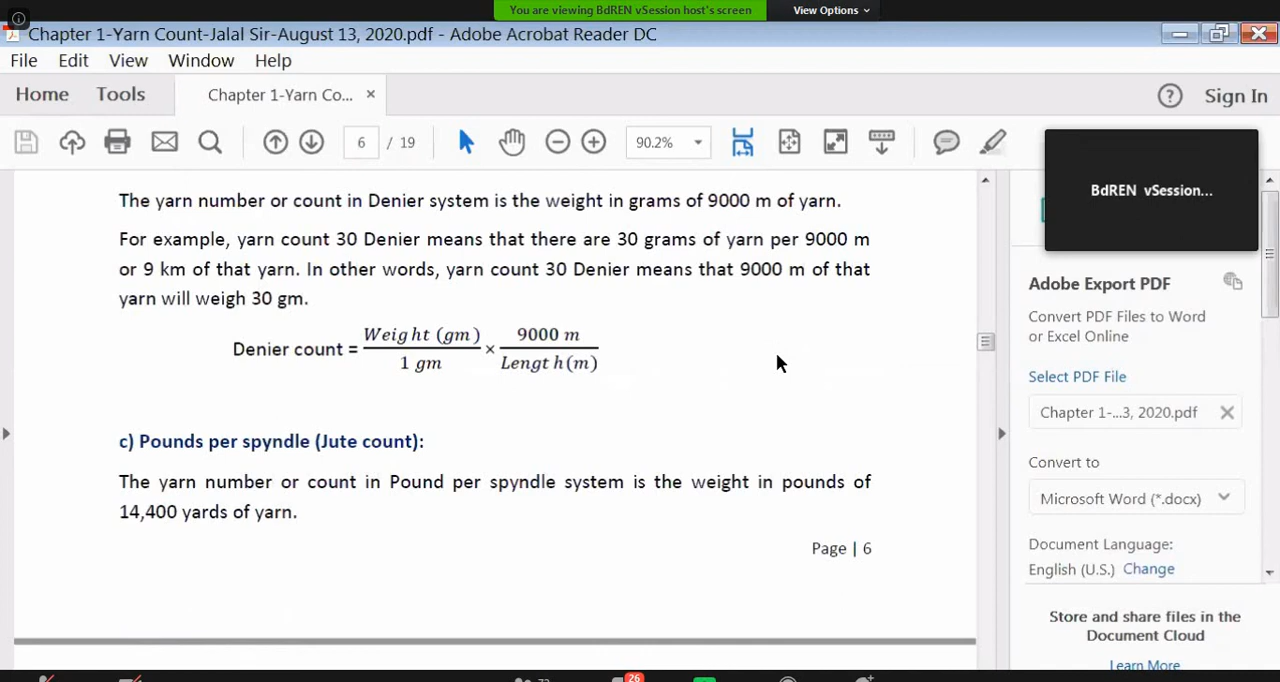 You are viewing BdREN vSession host's screen
View Options
Chapter 1-Yarn Count-Jalal Sir-August 13, 2020.pdf - Adobe Acrobat Reader DC
File Edit View Window Help
Home Tools Chapter 1-Yarn Co... × Sign In
6 / 19 90.2%
BdREN vSession...
The yarn number or count in Denier system is the weight in grams of 9000 m of yarn.
For example, yarn count 30 Denier means that there are 30 grams of yarn per 9000 m
or 9 km of that yarn. In other words, yarn count 30 Denier means that 9000 m of that
yarn will weigh 30 gm.
Weight (gm) 9000 m
Denier count = ×
1 gm Length(m)
c) Pounds per spyndle (Jute count):
The yarn number or count in Pound per spyndle system is the weight in pounds of
14,400 yards of yarn.
Page | 6
Adobe Export PDF
Convert PDF Files to Word
or Excel Online
Select PDF File
Chapter 1-...3, 2020.pdf
Convert to
Microsoft Word (*.docx)
Document Language:
English (U.S.) Change
Store and share files in the
Document Cloud
Learn More
26